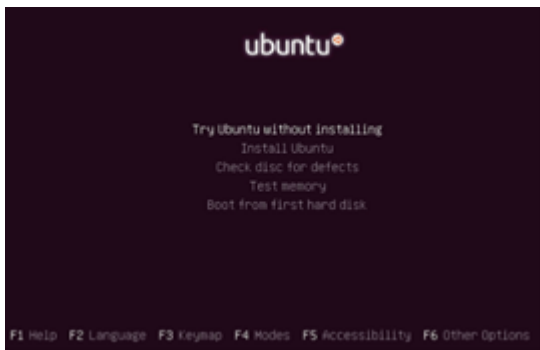 ubuntu
Try Ubuntu without installing
Install Ubuntu
Check disc for defects
Test memory
Boot from first hard disk
F1 Help F2 Language F3 Keymap F4 Modes F5 Accessibility F6 Other Options